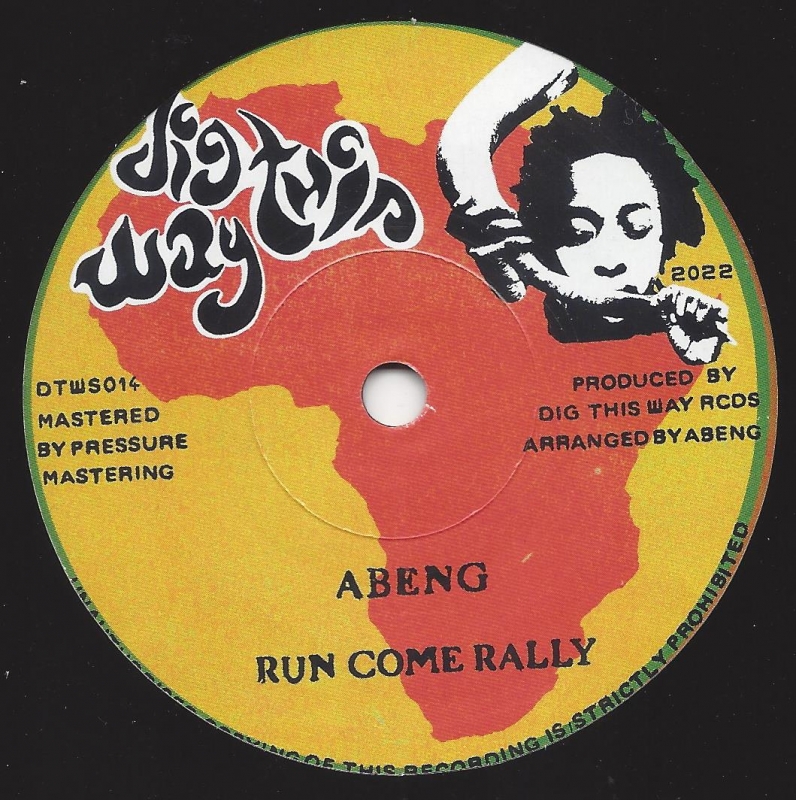 dig this
way
2022
DTWS014
MASTERED
BY PRESSURE
MASTERING
PRODUCED BY
DIG THIS WAY RCDS
ARRANGED BY ABENG
ABENG
RUN COME RALLY
OF THIS RECORDING IS STRICTLY PROHIBITED